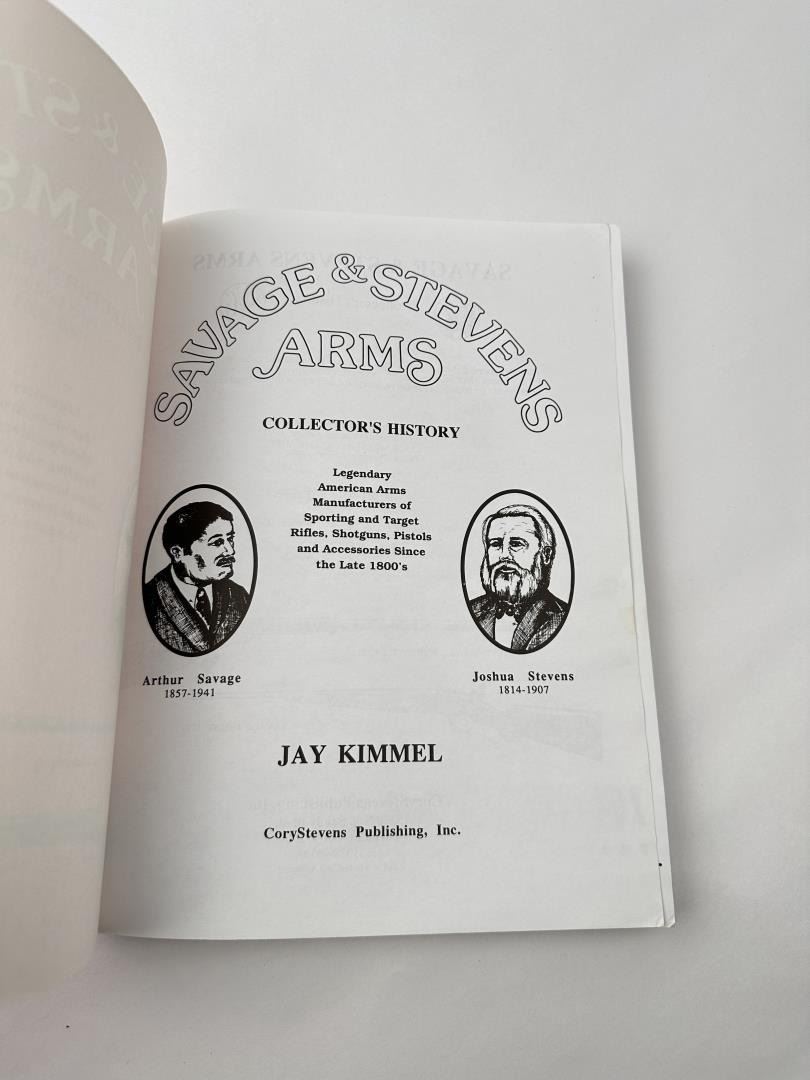 SAVAGE & STEVENS
ARMS
COLLECTOR'S HISTORY
Legendary
American Arms
Manufacturers of
Sporting and Target
Rifles, Shotguns, Pistols
and Accessories Since
the Late 1800's
Arthur Savage
1857-1941
Joshua Stevens
1814-1907
JAY KIMMEL
CoryStevens Publishing, Inc.